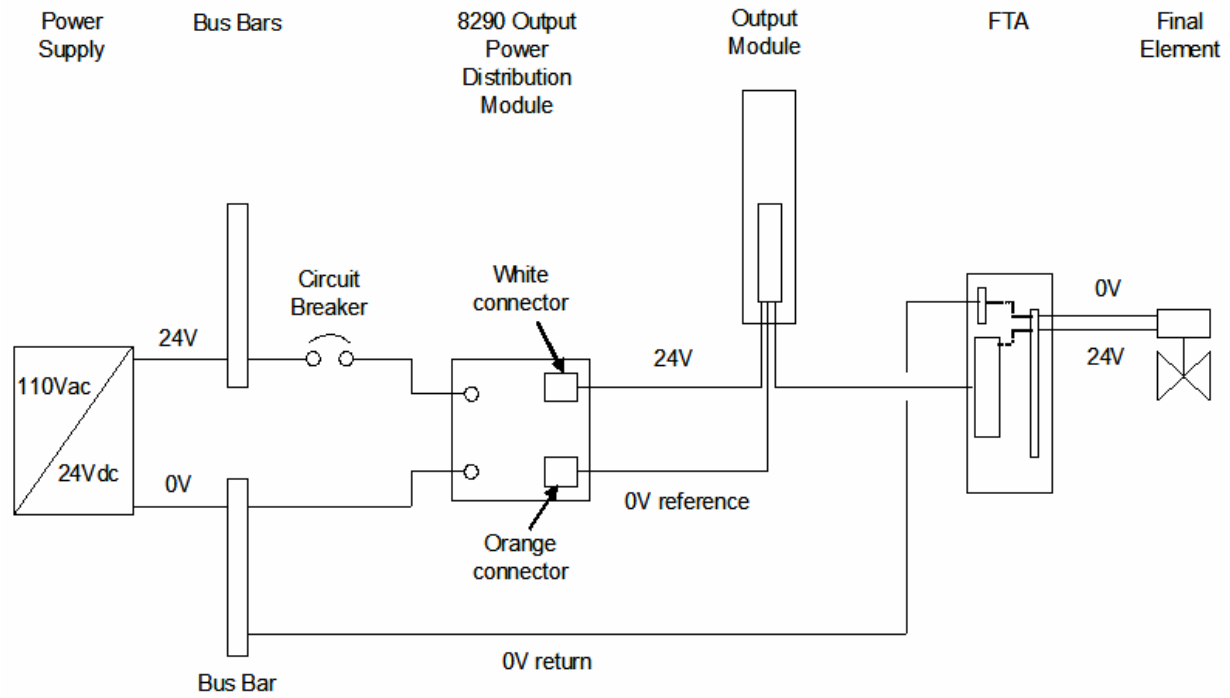 Power
Supply
Bus Bars
8290 Output
Power
Distribution
Module
Output
Module
FTA
Final
Element
Circuit
Breaker
White
connector
24V
24V
0V
24V
110Vac
24Vdc
0V
0V reference
Orange
connector
0V return
Bus Bar